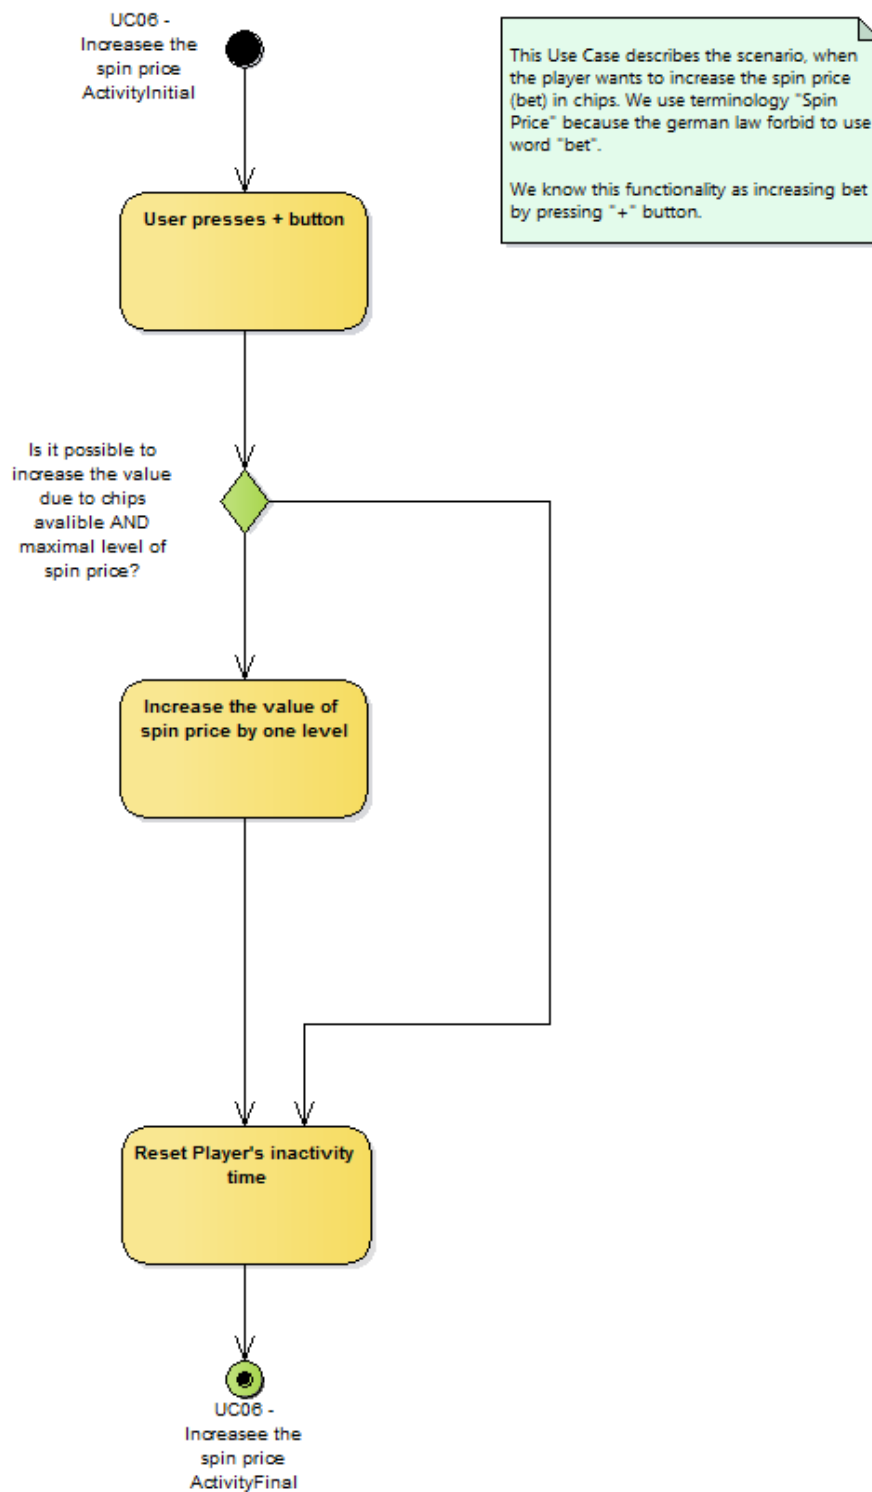 UC06 -
Increasee the
spin price
ActivityInitial
This Use Case describes the scenario, when
the player wants to increase the spin price
(bet) in chips. We use terminology "Spin
Price" because the german law forbid to use
word "bet".
We know this functionality as increasing bet
by pressing "+" button.
User presses + button
Is it possible to
increase the value
due to chips
avalible AND
maximal level of
spin price?
Increase the value of
spin price by one level
Reset Player's inactivity
time
UC06 -
Increasee the
spin price
ActivityFinal